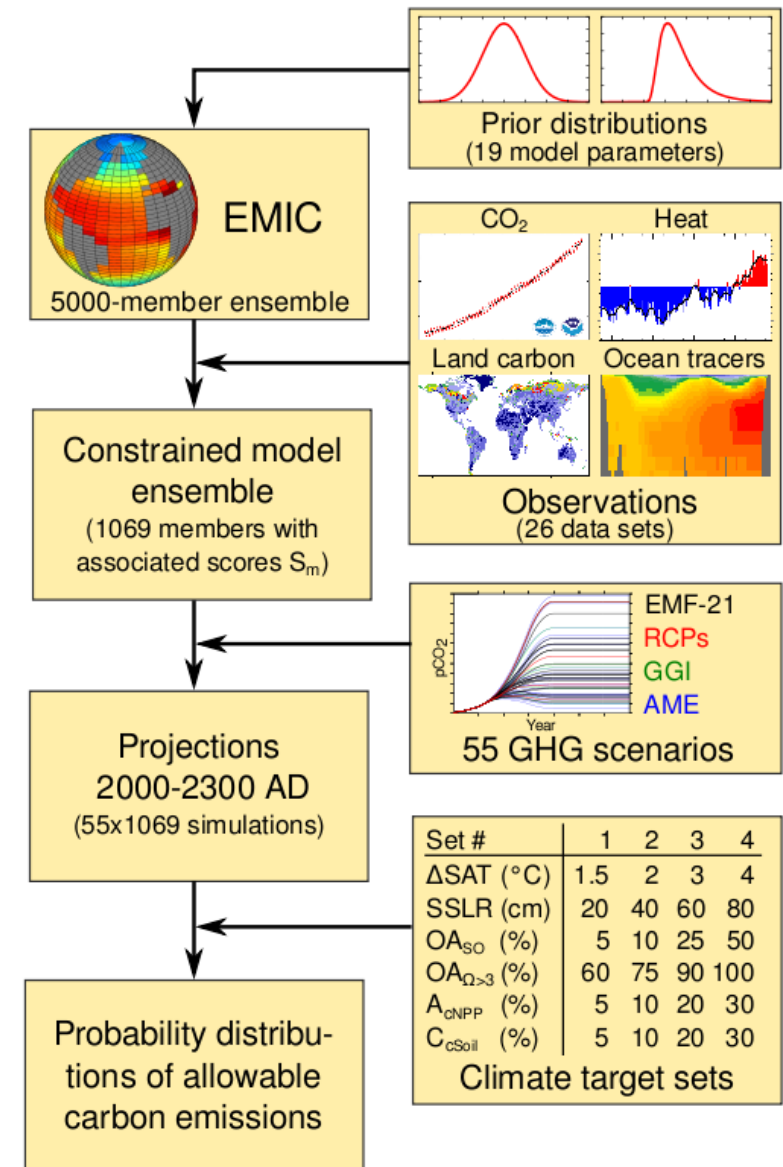 Prior distributions
(19 model parameters)
EMIC
5000-member ensemble
CO₂ Heat
Land carbon Ocean tracers
Observations
(26 data sets)
Constrained model
ensemble
(1069 members with
associated scores Sₘ)
pCO₂
Year
EMF-21
RCPs
GGI
AME
55 GHG scenarios
Projections
2000-2300 AD
(55x1069 simulations)
Set # 1 2 3 4
ΔSAT (°C) 1.5 2 3 4
SSLR (cm) 20 40 60 80
OA_SO (%) 5 10 25 50
OA_Ω>3 (%) 60 75 90 100
A_cNPP (%) 5 10 20 30
C_cSoil (%) 5 10 20 30
Climate target sets
Probability distribu-
tions of allowable
carbon emissions